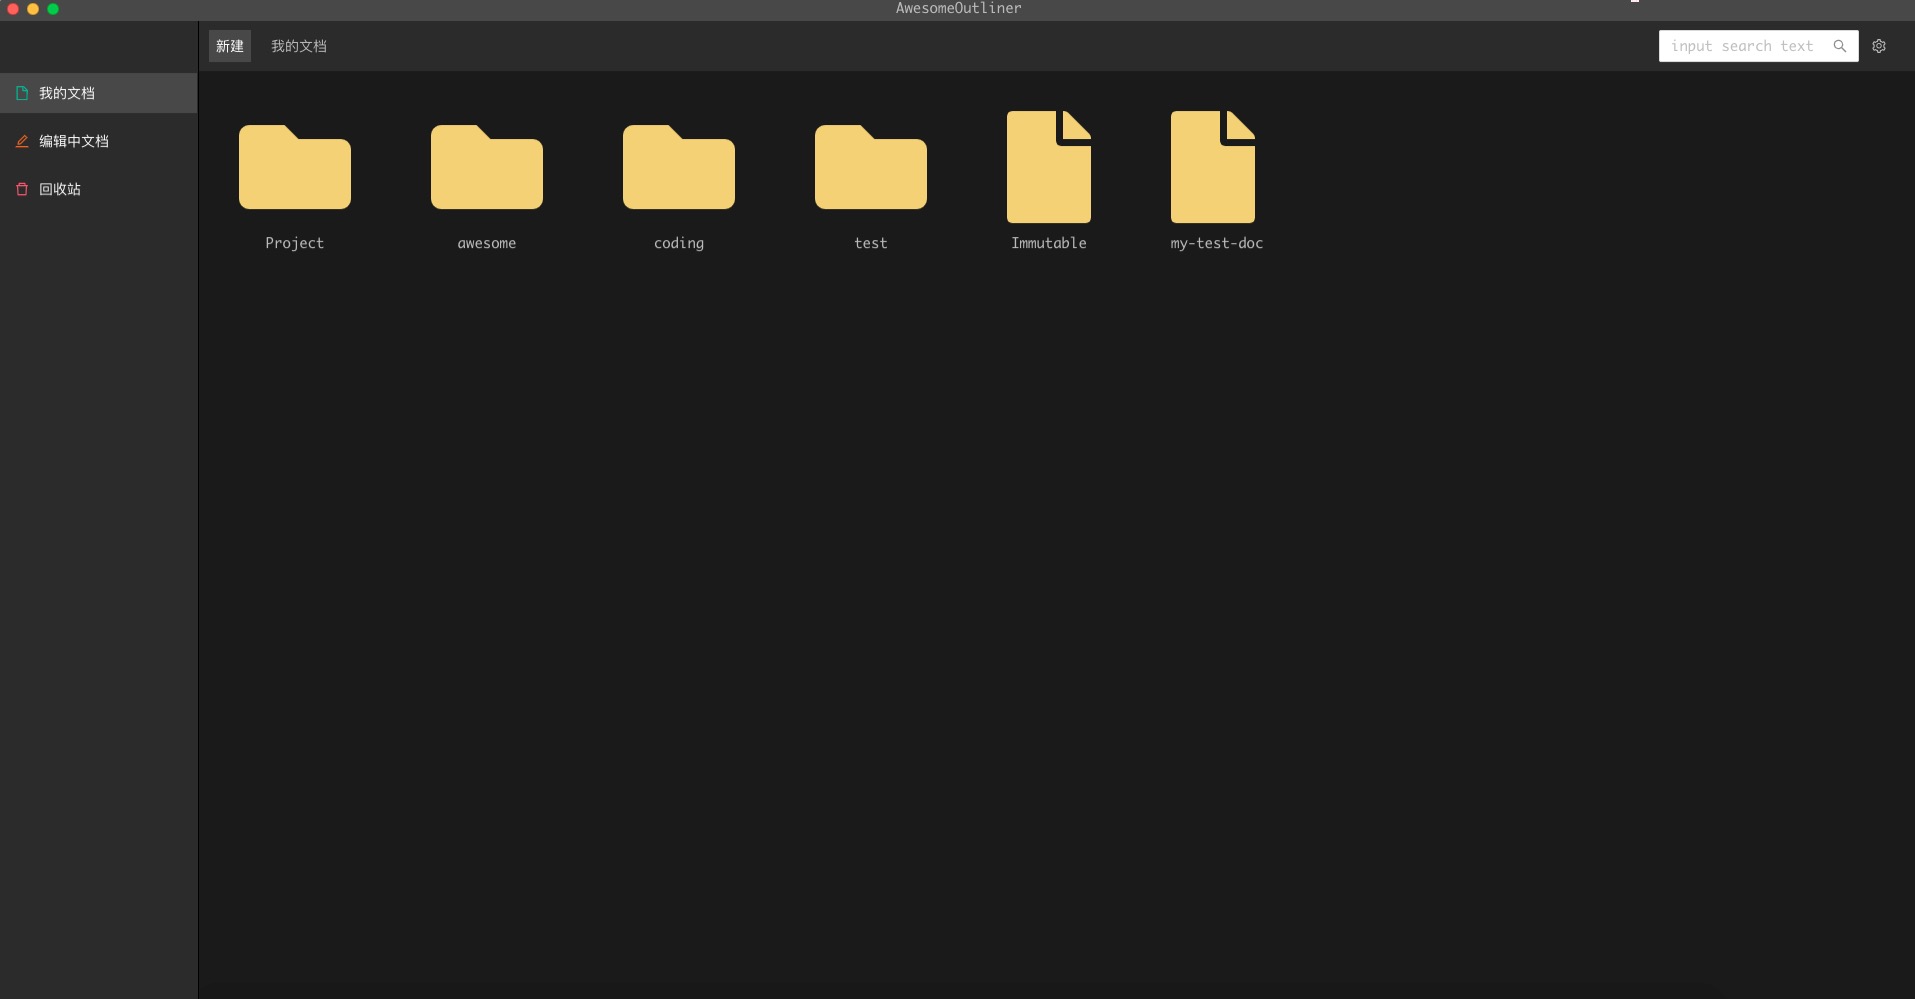 AwesomeOutliner
新建
我的文档
input search text
我的文档
编辑中文档
回收站
Project
awesome
coding
test
Immutable
my-test-doc